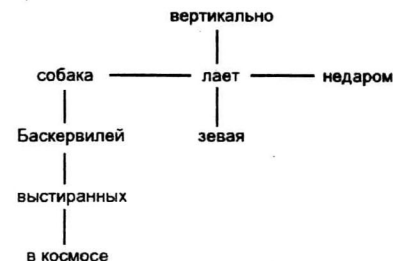 вертикально
собака лает недаром
Баскервилей зевая
выстиранных
в космосе